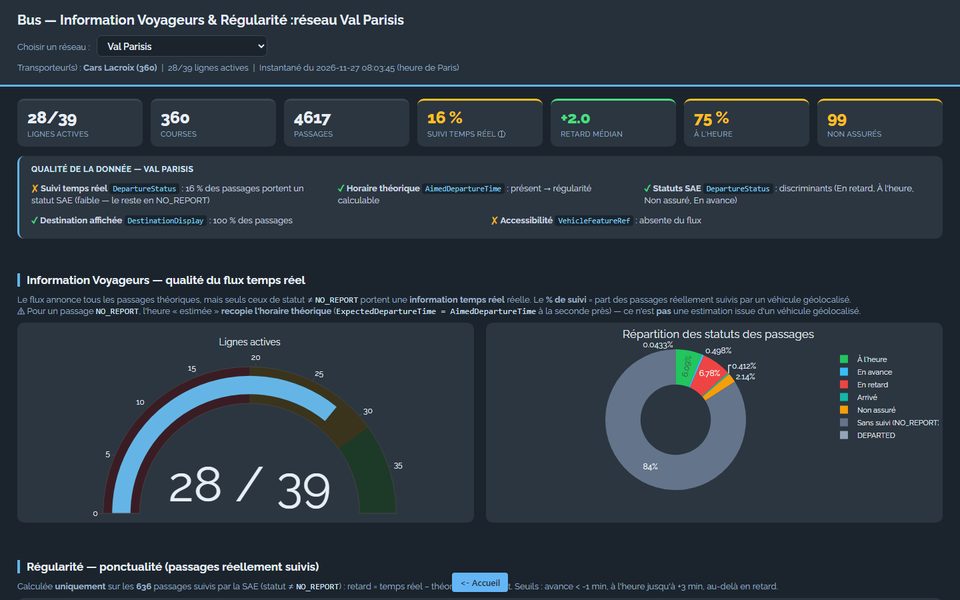 Bus — Information Voyageurs & Régularité :réseau Val Parisis
Choisir un réseau : Val Parisis
Transporteur(s) : Cars Lacroix (360) | 28/39 lignes actives | Instantané du 2026-11-27 08:03:45 (heure de Paris)
28/39
LIGNES ACTIVES
360
COURSES
4617
PASSAGES
16 %
SUIVI TEMPS RÉEL ⓘ
+2.0
RETARD MÉDIAN
75 %
À L'HEURE
99
NON ASSURÉS
QUALITÉ DE LA DONNÉE — VAL PARISIS
✗ Suivi temps réel DepartureStatus : 16 % des passages portent un
statut SAE (faible — le reste en NO_REPORT)
✓ Horaire théorique AimedDepartureTime : présent → régularité
calculable
✓ Statuts SAE DepartureStatus : discriminants (En retard, À l'heure,
Non assuré, En avance)
✓ Destination affichée DestinationDisplay : 100 % des passages
✗ Accessibilité VehicleFeatureRef : absente du flux
Information Voyageurs — qualité du flux temps réel
Le flux annonce tous les passages théoriques, mais seuls ceux de statut ≠ NO_REPORT portent une information temps réel réelle. Le % de suivi = part des passages réellement suivis par un véhicule géolocalisé.
⚠ Pour un passage NO_REPORT, l'heure « estimée » recopie l'horaire théorique (ExpectedDepartureTime = AimedDepartureTime à la seconde près) — ce n'est pas une estimation issue d'un véhicule géolocalisé.
Lignes actives
0
5
10
15
20
25
30
35
28 / 39
Répartition des statuts des passages
0.0433%
6.09%
0.498%
6.78%
0.412%
2.14%
84%
À l'heure
En avance
En retard
Arrivé
Non assuré
Sans suivi (NO_REPORT)
DEPARTED
Régularité — ponctualité (passages réellement suivis)
Calculée uniquement sur les 636 passages suivis par la SAE (statut ≠ NO_REPORT) : retard = temps réel − théor
<- Accueil
t. Seuils : avance < -1 min, à l'heure jusqu'à +3 min, au-delà en retard.